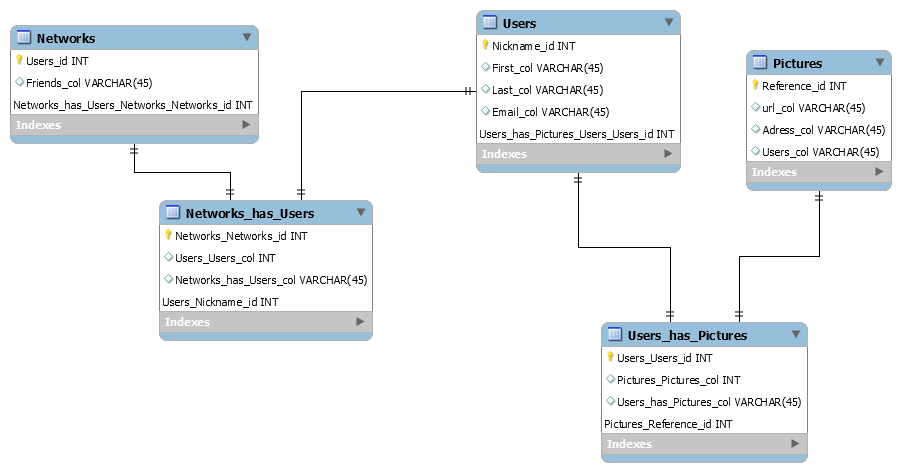 Networks
Users_id INT
Friends_col VARCHAR(45)
Networks_has_Users_Networks_Networks_id INT
Indexes
Users
Nickname_id INT
First_col VARCHAR(45)
Last_col VARCHAR(45)
Email_col VARCHAR(45)
Users_has_Pictures_Users_Users_id INT
Indexes
Pictures
Reference_id INT
url_col VARCHAR(45)
Adress_col VARCHAR(45)
Users_col VARCHAR(45)
Indexes
Networks_has_Users
Networks_Networks_id INT
Users_Users_col INT
Networks_has_Users_col VARCHAR(45)
Users_Nickname_id INT
Indexes
Users_has_Pictures
Users_Users_id INT
Pictures_Pictures_col INT
Users_has_Pictures_col VARCHAR(45)
Pictures_Reference_id INT
Indexes